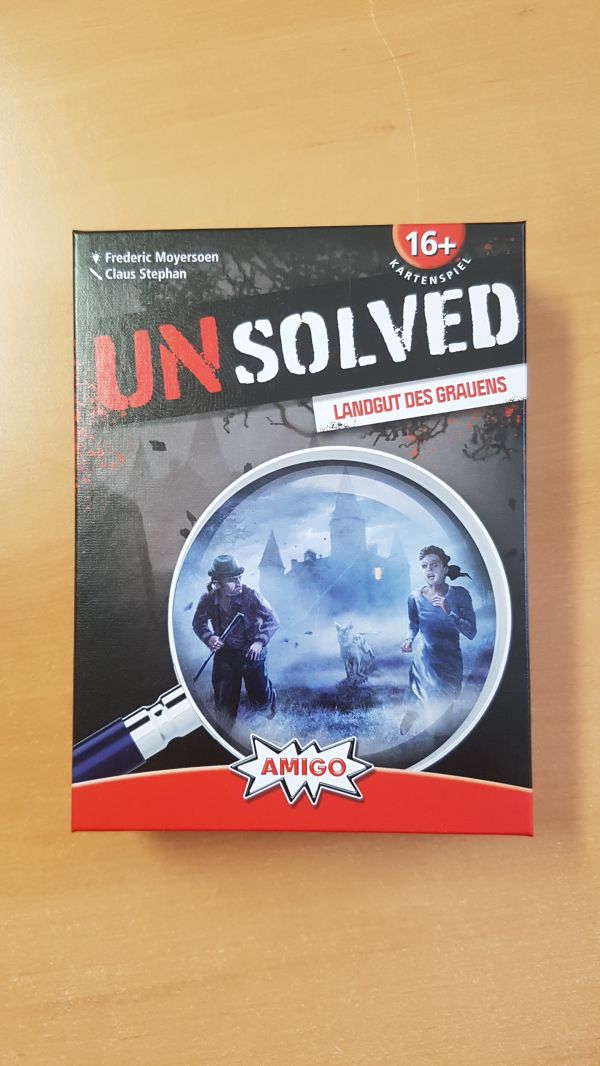 Frederic Moyersoen
Claus Stephan
16+
KARTENSPIEL
UNSOLVED
LANDGUT DES GRAUENS
AMIGO